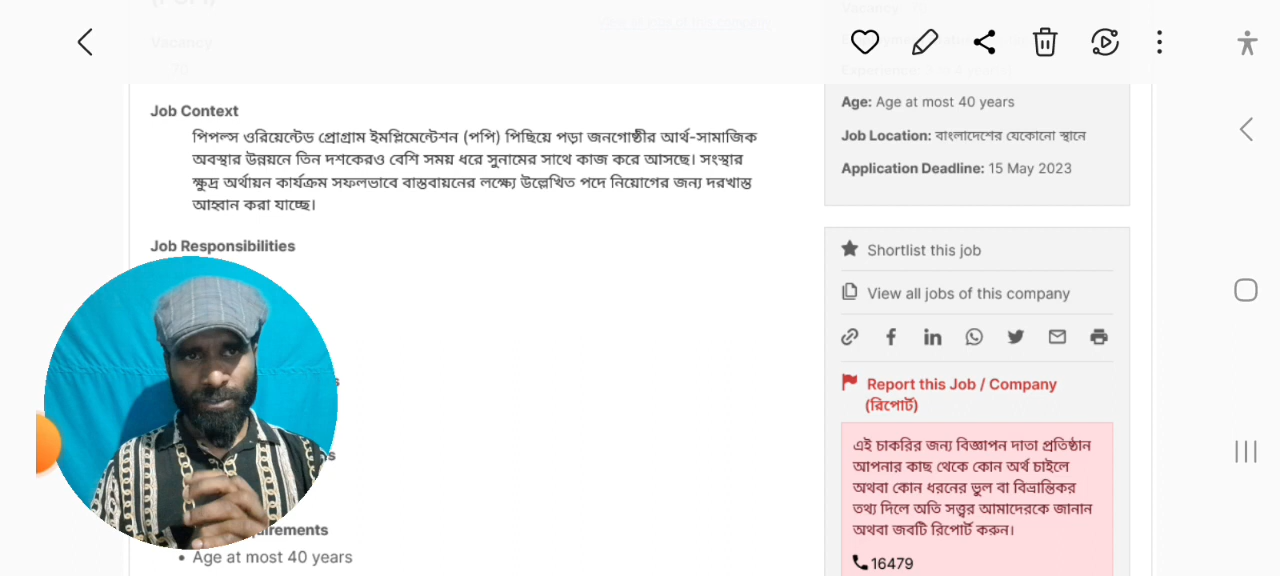 Vacancy
Job Context
পিপলস ওরিয়েন্টেড প্রোগ্রাম ইমপ্লিমেন্টেশন (পপি) পিছিয়ে পড়া জনগোষ্ঠীর আর্থ-সামাজিক
অবস্থার উন্নয়নে তিন দশকেরও বেশি সময় ধরে সুনামের সাথে কাজ করে আসছে। সংস্থার
ক্ষুদ্র অর্থায়ন কার্যক্রম সফলভাবে বাস্তবায়নের লক্ষ্যে উল্লেখিত পদে নিয়োগের জন্য দরখাস্ত
আহ্বান করা যাচ্ছে।
Job Responsibilities
Age at most 40 years
Vacancy:
Experience:
Age: Age at most 40 years
Job Location: বাংলাদেশের যেকোনো স্থানে
Application Deadline: 15 May 2023
Shortlist this job
View all jobs of this company
Report this Job / Company
(রিপোর্ট)
এই চাকরির জন্য বিজ্ঞাপন দাতা প্রতিষ্ঠান
আপনার কাছ থেকে কোন অর্থ চাইলে
অথবা কোন ধরনের ভুল বা বিভ্রান্তিকর
তথ্য দিলে অতি সত্ত্বর আমাদেরকে জানান
অথবা জবটি রিপোর্ট করুন।
16479